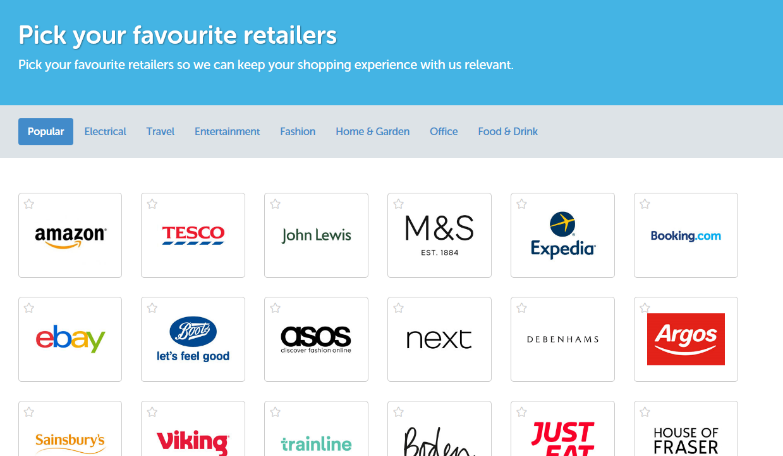 Pick your favourite retailers
Pick your favourite retailers so we can keep your shopping experience with us relevant.
Popular Electrical Travel Entertainment Fashion Home & Garden Office Food & Drink
amazon TESCO John Lewis M&S EST. 1884 Expedia Booking.com
ebay Boots let's feel good asos discover fashion online next DEBENHAMS Argos
Sainsbury's Viking trainline Boden JUST EAT HOUSE OF FRASER